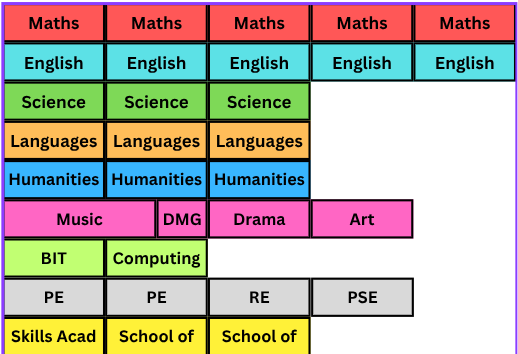 Maths Maths Maths Maths Maths
English English English English English
Science Science Science
Languages Languages Languages
Humanities Humanities Humanities
Music DMG Drama Art
BIT Computing
PE PE RE PSE
Skills Acad School of School of